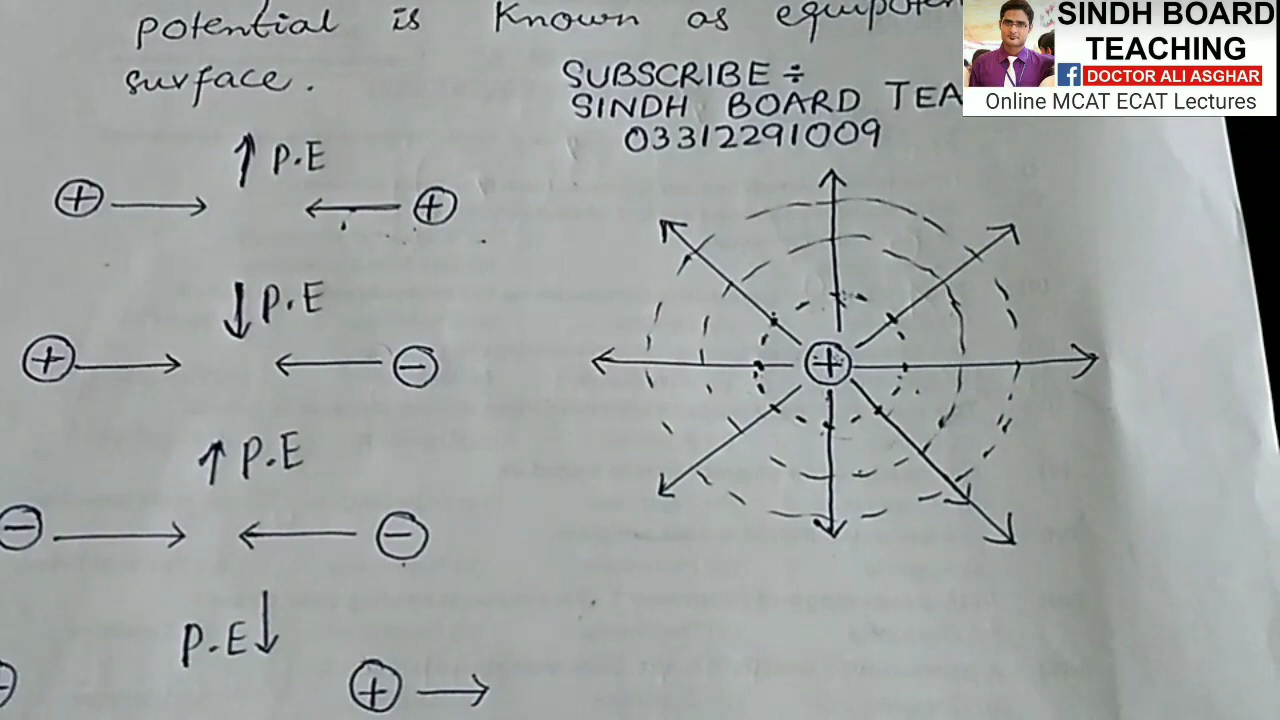 potential is known as
surface.
SUBSCRIBE ÷
SINDH BOARD
03312291009
↑ P.E
⊕ → ← ⊕
↓ P.E
⊕ → ← ⊖
↑ P.E
⊖ → ← ⊖
P.E ↓
⊕ →
+
SINDH BOARD
TEACHING
f DOCTOR ALI ASGHAR
Online MCAT ECAT Lectures